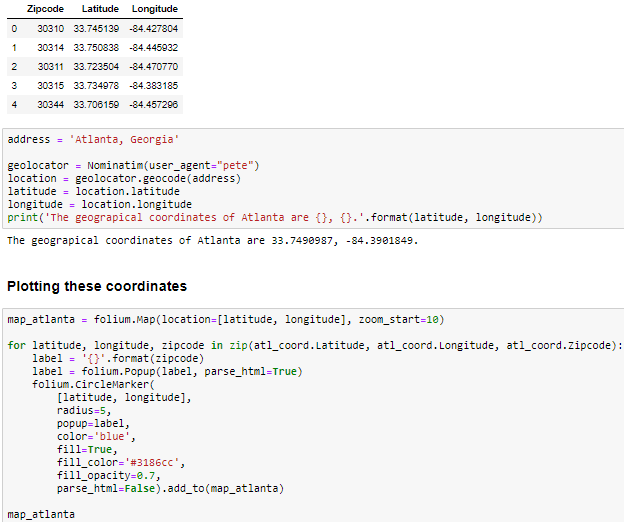 Zipcode Latitude Longitude
0 30310 33.745139 -84.427804
1 30314 33.750838 -84.445932
2 30311 33.723504 -84.470770
3 30315 33.734978 -84.383185
4 30344 33.706159 -84.457296
address = 'Atlanta, Georgia'
geolocator = Nominatim(user_agent="pete")
location = geolocator.geocode(address)
latitude = location.latitude
longitude = location.longitude
print('The geograpical coordinates of Atlanta are {}, {}.'.format(latitude, longitude))
The geograpical coordinates of Atlanta are 33.7490987, -84.3901849.
Plotting these coordinates
map_atlanta = folium.Map(location=[latitude, longitude], zoom_start=10)
for latitude, longitude, zipcode in zip(atl_coord.Latitude, atl_coord.Longitude, atl_coord.Zipcode):
    label = '{}'.format(zipcode)
    label = folium.Popup(label, parse_html=True)
    folium.CircleMarker(
        [latitude, longitude],
        radius=5,
        popup=label,
        color='blue',
        fill=True,
        fill_color='#3186cc',
        fill_opacity=0.7,
        parse_html=False).add_to(map_atlanta)
map_atlanta